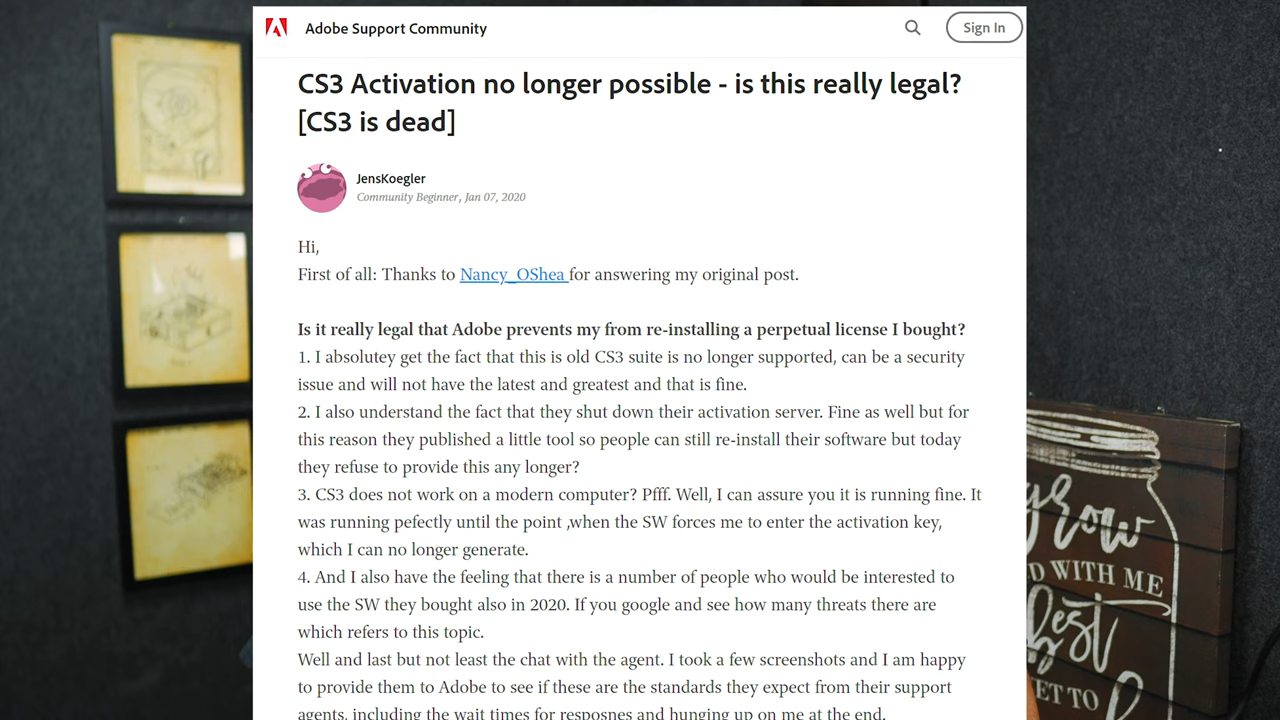 Adobe Support Community
Sign In
CS3 Activation no longer possible - is this really legal?
[CS3 is dead]
JensKoegler
Community Beginner, Jan 07, 2020
Hi,
First of all: Thanks to Nancy_OShea for answering my original post.
Is it really legal that Adobe prevents my from re-installing a perpetual license I bought?
1. I absolutey get the fact that this is old CS3 suite is no longer supported, can be a security
issue and will not have the latest and greatest and that is fine.
2. I also understand the fact that they shut down their activation server. Fine as well but for
this reason they published a little tool so people can still re-install their software but today
they refuse to provide this any longer?
3. CS3 does not work on a modern computer? Pfff. Well, I can assure you it is running fine. It
was running pefectly until the point ,when the SW forces me to enter the activation key,
which I can no longer generate.
4. And I also have the feeling that there is a number of people who would be interested to
use the SW they bought also in 2020. If you google and see how many threats there are
which refers to this topic.
Well and last but not least the chat with the agent. I took a few screenshots and I am happy
to provide them to Adobe to see if these are the standards they expect from their support
agents, including the wait times for resposnes and hunging up on me at the end.
grow
D WITH ME
best
ET TO